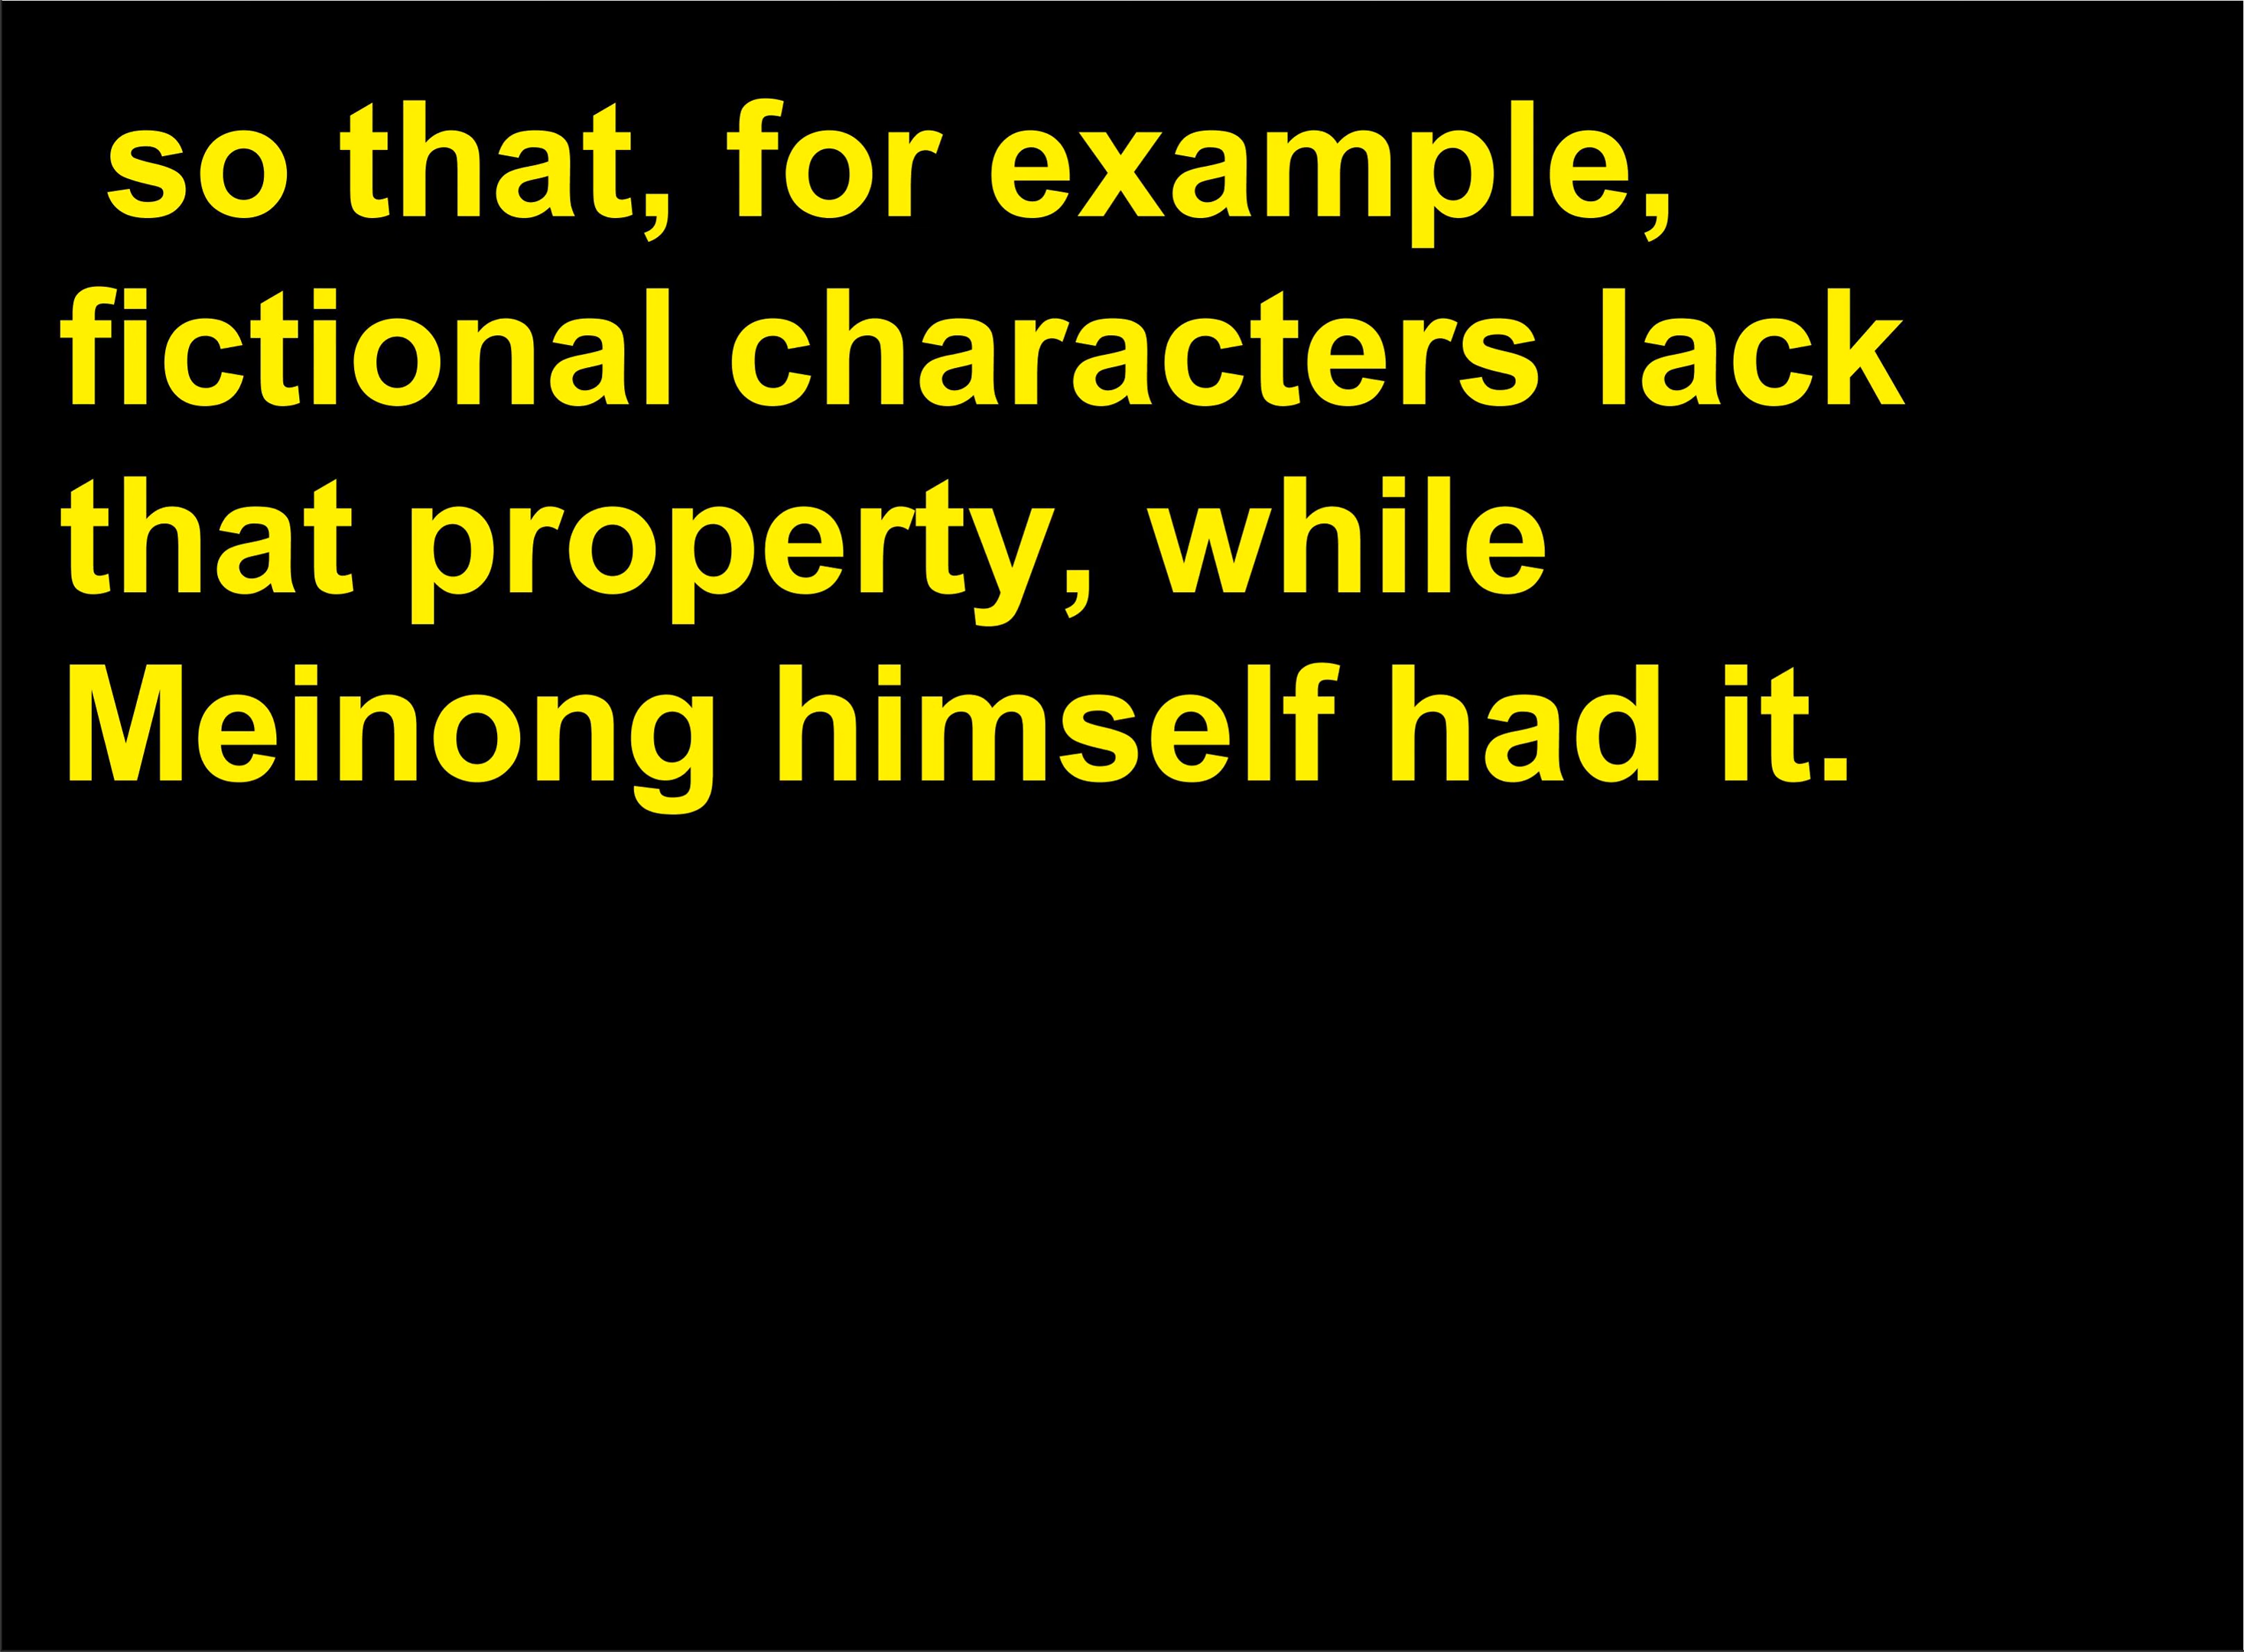 so that, for example,
fictional characters lack
that property, while
Meinong himself had it.